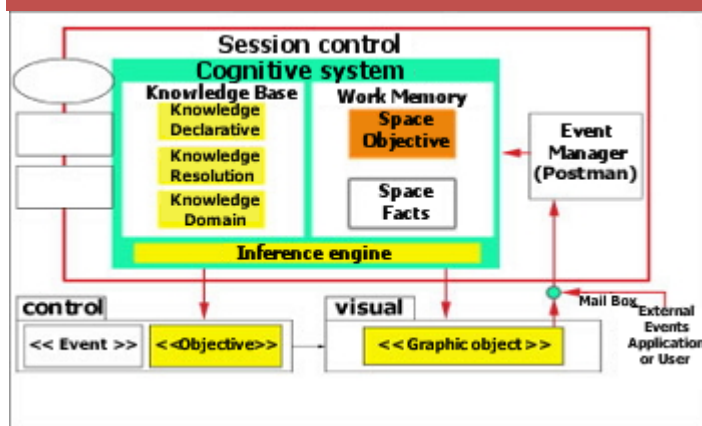 Session control
Cognitive system
Knowledge Base
Knowledge
Declarative
Knowledge
Resolution
Knowledge
Domain
Work Memory
Space
Objective
Space
Facts
Inference engine
Event
Manager
(Postman)
control
<< Event >>
<<Objective>>
visual
<< Graphic object >>
Mail Box
External
Events
Application
or User